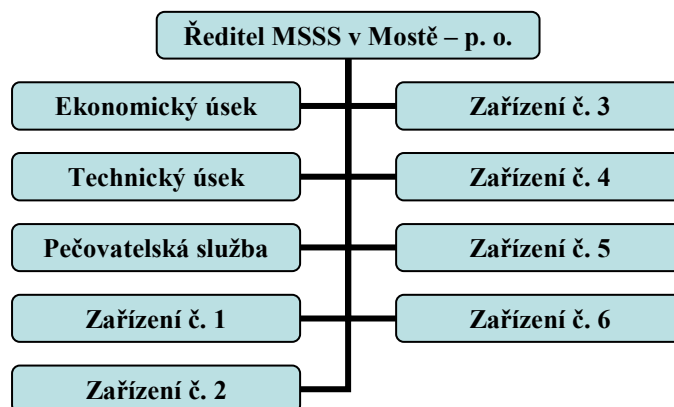 Ředitel MSSS v Mostě – p. o.
Ekonomický úsek
Zařízení č. 3
Technický úsek
Zařízení č. 4
Pečovatelská služba
Zařízení č. 5
Zařízení č. 1
Zařízení č. 6
Zařízení č. 2